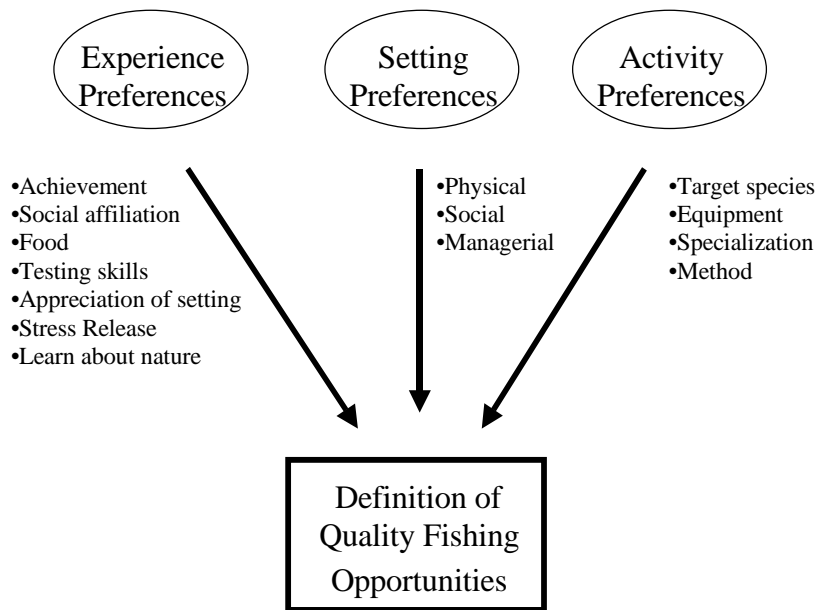 Experience
Preferences
Setting
Preferences
Activity
Preferences
•Achievement
•Social affiliation
•Food
•Testing skills
•Appreciation of setting
•Stress Release
•Learn about nature
•Physical
•Social
•Managerial
•Target species
•Equipment
•Specialization
•Method
Definition of
Quality Fishing
Opportunities